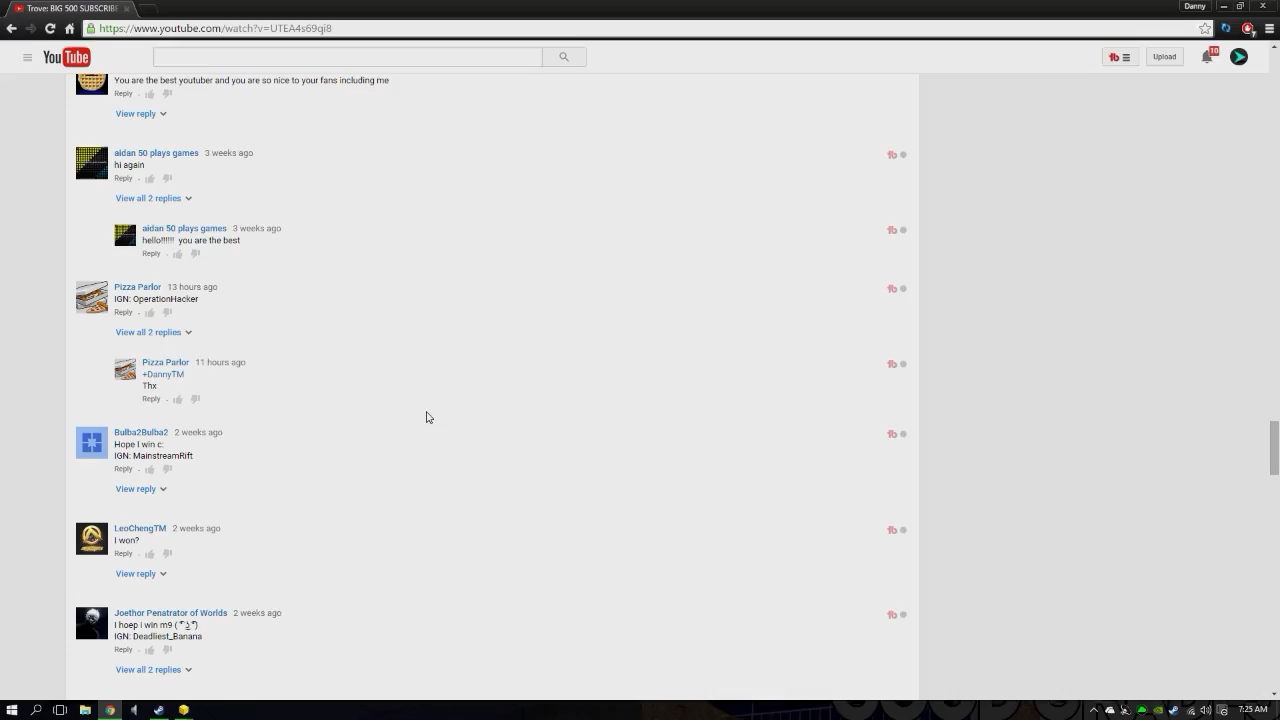 Trove: BIG 500 SUBSCRIBE
Danny
https://www.youtube.com/watch?v=UTEA4s69qi8
YouTube
Upload
10
You are the best youtuber and you are so nice to your fans including me
Reply
View reply
aidan 50 plays games 3 weeks ago
hi again
Reply
View all 2 replies
aidan 50 plays games 3 weeks ago
hello!!!!!! you are the best
Reply
Pizza Parlor 13 hours ago
IGN: OperationHacker
Reply
View all 2 replies
Pizza Parlor 11 hours ago
+DannyTM
Thx
Reply
Bulba2Bulba2 2 weeks ago
Hope I win c:
IGN: MainstreamRift
Reply
View reply
LeoChengTM 2 weeks ago
I won?
Reply
View reply
Joethor Penatrator of Worlds 2 weeks ago
I hoep i win m9 ( ͡° ͜ʖ ͡°)
IGN: Deadliest_Banana
Reply
View all 2 replies
7:25 AM